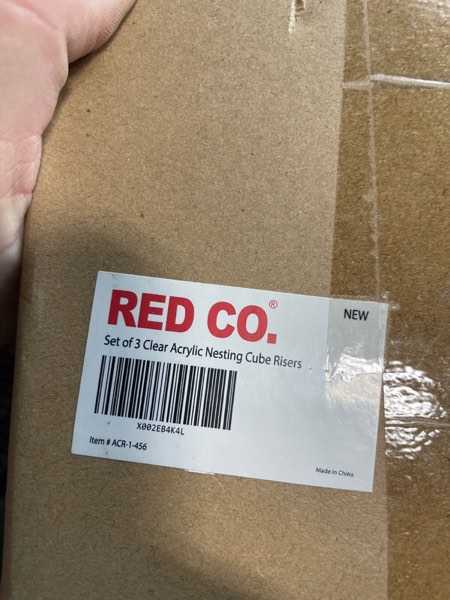 RED CO.®
NEW
Set of 3 Clear Acrylic Nesting Cube Risers
X002EB4K4L
Item # ACR-1-456
Made in China